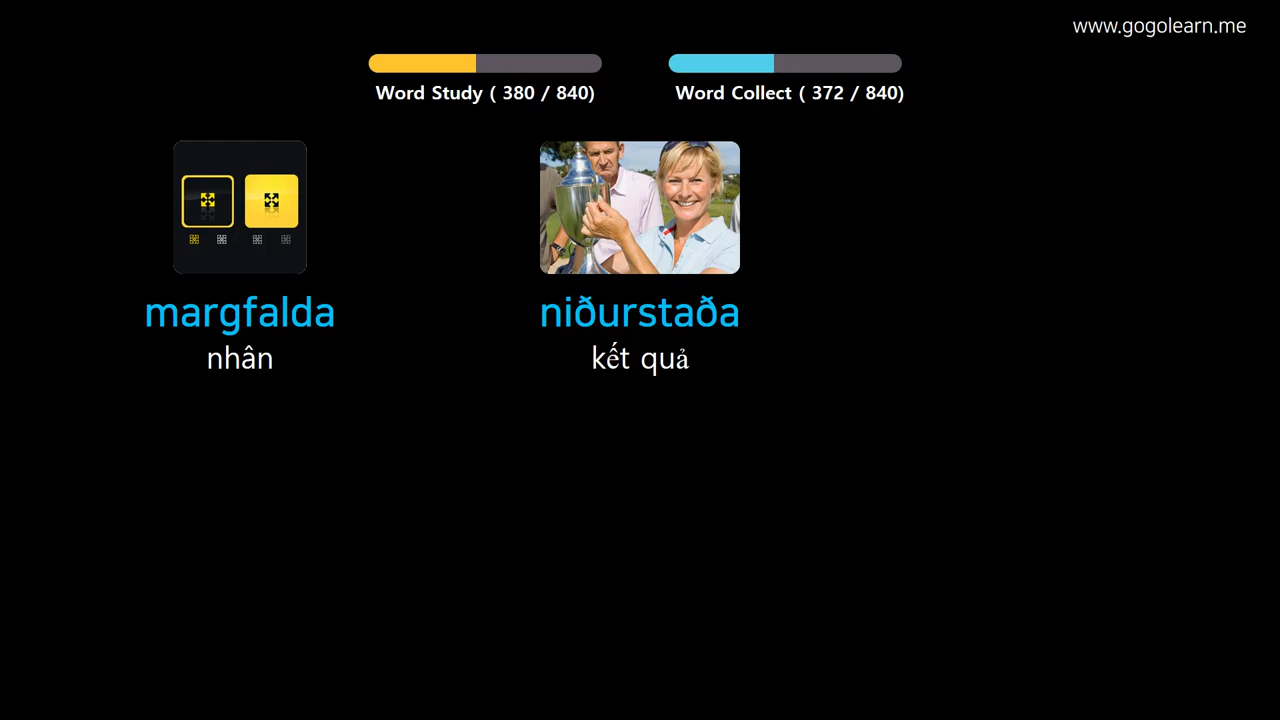 www.gogolearn.me
Word Study ( 380 / 840)
Word Collect ( 372 / 840)
margfalda
nhân
niðurstaða
kết quả